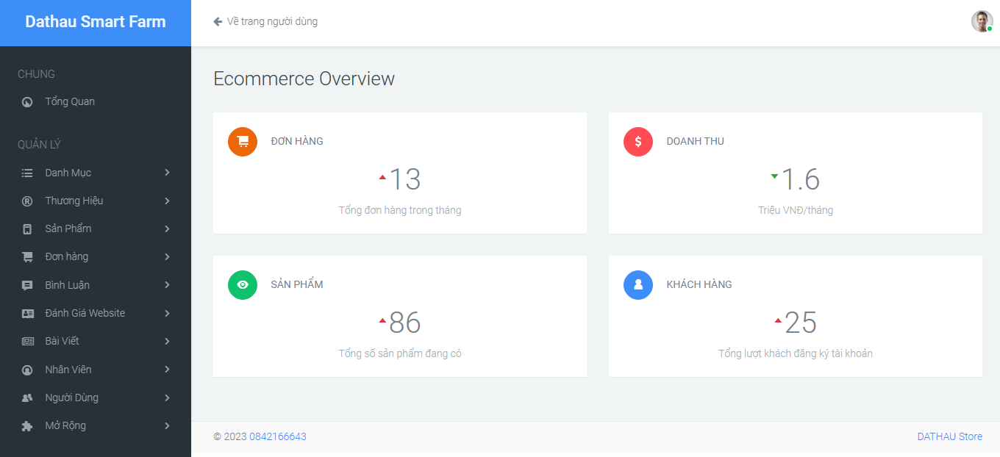 Dathau Smart Farm
Về trang người dùng
CHUNG
Tổng Quan
QUẢN LÝ
Danh Mục
Thương Hiệu
Sản Phẩm
Đơn hàng
Bình Luận
Đánh Giá Website
Bài Viết
Nhân Viên
Người Dùng
Mở Rộng
Ecommerce Overview
ĐƠN HÀNG
13
Tổng đơn hàng trong tháng
DOANH THU
1.6
Triệu VNĐ/tháng
SẢN PHẨM
86
Tổng số sản phẩm đang có
KHÁCH HÀNG
25
Tổng lượt khách đăng ký tài khoản
© 2023 0842166643
DATHAU Store